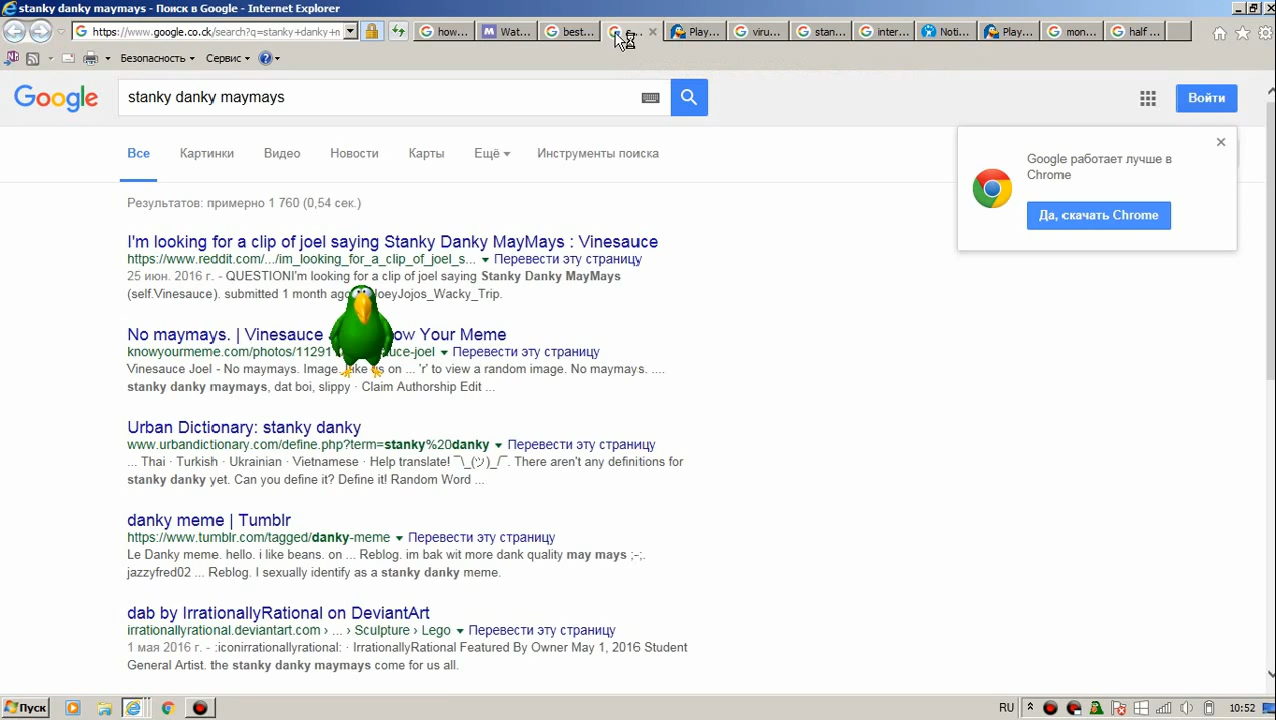 stanky danky maymays - Поиск в Google - Internet Explorer
https://www.google.co.ck/search?q=stanky+danky+n
how...
Wat...
best...
Play...
viru...
stan...
inter...
Noti...
Play...
mon...
half ...
Безопасность
Сервис
Google
stanky danky maymays
Войти
Все
Картинки
Видео
Новости
Карты
Ещё
Инструменты поиска
Google работает лучше в
Chrome
Да, скачать Chrome
Результатов: примерно 1 760 (0,54 сек.)
I'm looking for a clip of joel saying Stanky Danky MayMays : Vinesauce
https://www.reddit.com/.../im_looking_for_a_clip_of_joel_s... Перевести эту страницу
25 июн. 2016 г. - QUESTIONI'm looking for a clip of joel saying Stanky Danky MayMays
(self.Vinesauce). submitted 1 month ago JoeyJojos_Wacky_Trip.
No maymays. | Vinesauce ow Your Meme
knowyourmeme.com/photos/11291 uce-joel Перевести эту страницу
Vinesauce Joel - No maymays. Image. us on ... 'r' to view a random image. No maymays. ....
stanky danky maymays, dat boi, slippy · Claim Authorship Edit ...
Urban Dictionary: stanky danky
www.urbandictionary.com/define.php?term=stanky%20danky Перевести эту страницу
... Thai · Turkish · Ukrainian · Vietnamese · Help translate! ¯\_(ツ)_/¯. There aren't any definitions for
stanky danky yet. Can you define it? Define it! Random Word ...
danky meme | Tumblr
https://www.tumblr.com/tagged/danky-meme Перевести эту страницу
Le Danky meme. hello. i like beans. on ... Reblog. im bak wit more dank quality may mays ;-;.
jazzyfred02 ... Reblog. I sexually identify as a stanky danky meme.
dab by IrrationallyRational on DeviantArt
irrationallyrational.deviantart.com › ... › Sculpture › Lego Перевести эту страницу
1 мая 2016 г. - :iconirrationallyrational: · IrrationallyRational Featured By Owner May 1, 2016 Student
General Artist. the stanky danky maymays come for us all.
Пуск
RU
10:52